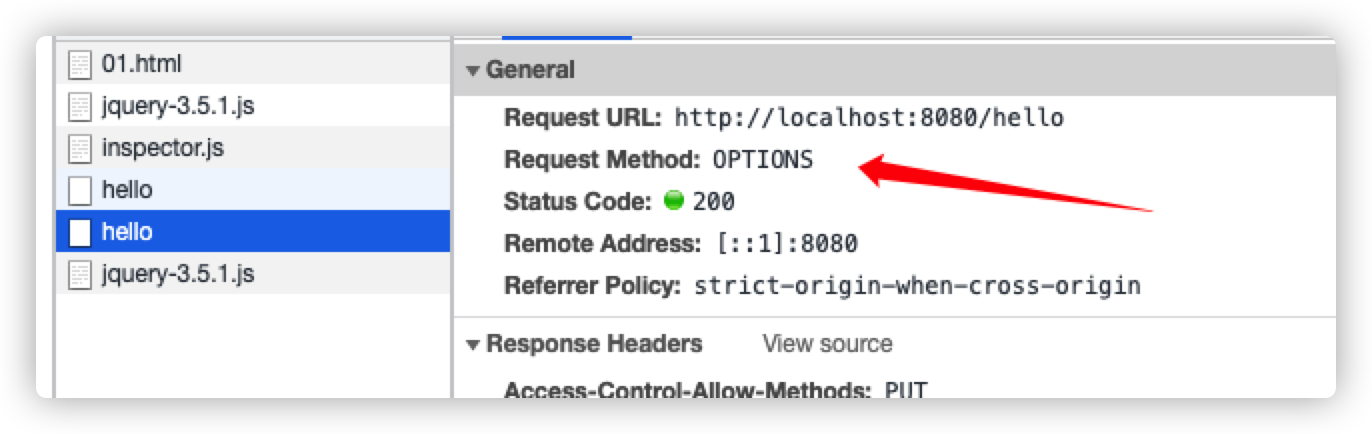 01.html
jquery-3.5.1.js
inspector.js
hello
hello
jquery-3.5.1.js
General
Request URL: http://localhost:8080/hello
Request Method: OPTIONS
Status Code: 200
Remote Address: [::1]:8080
Referrer Policy: strict-origin-when-cross-origin
Response Headers View source
Access-Control-Allow-Methods: PUT